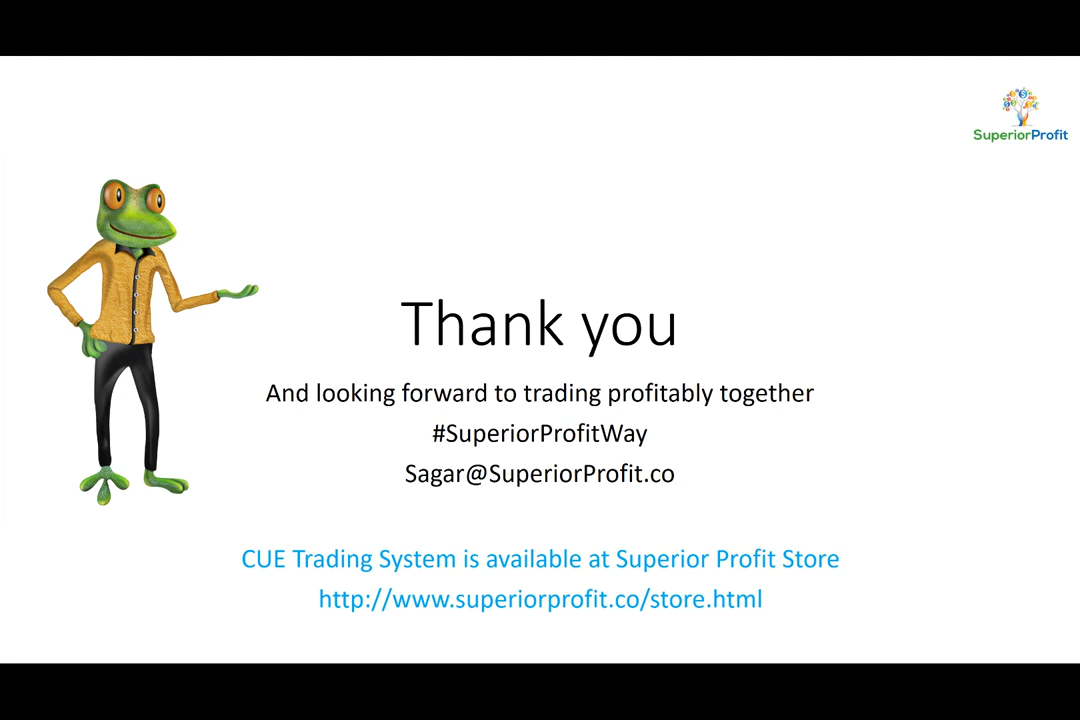 SuperiorProfit
Thank you
And looking forward to trading profitably together
#SuperiorProfitWay
Sagar@SuperiorProfit.co
CUE Trading System is available at Superior Profit Store
http://www.superiorprofit.co/store.html